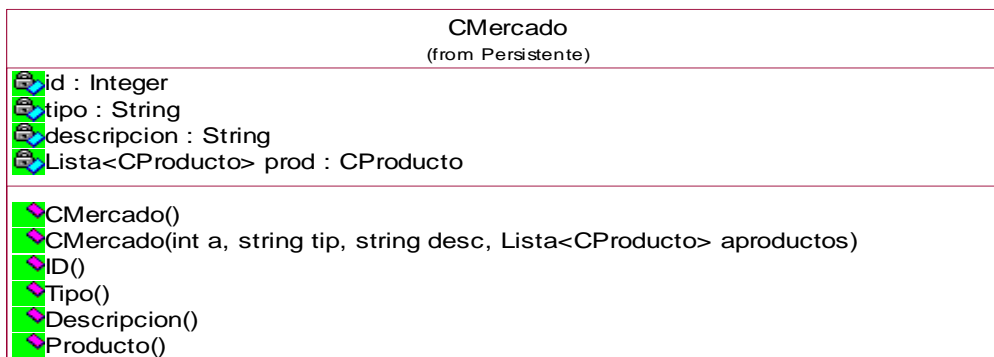 CMercado
(from Persistente)
id : Integer
tipo : String
descripcion : String
Lista<CProducto> prod : CProducto
CMercado()
CMercado(int a, string tip, string desc, Lista<CProducto> aproductos)
ID()
Tipo()
Descripcion()
Producto()